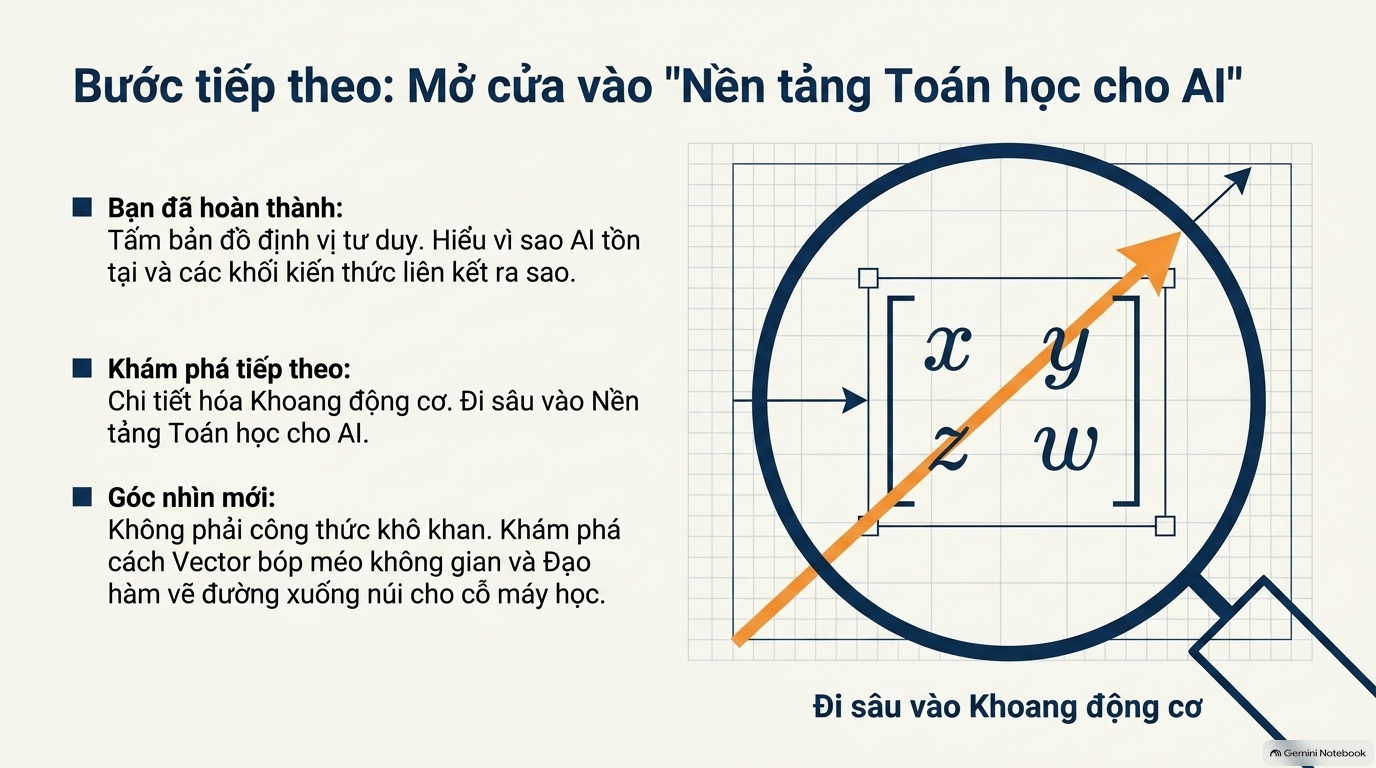 Bước tiếp theo: Mở cửa vào "Nền tảng Toán học cho AI"
Bạn đã hoàn thành:
Tấm bản đồ định vị tư duy. Hiểu vì sao AI tồn
tại và các khối kiến thức liên kết ra sao.
Khám phá tiếp theo:
Chi tiết hóa Khoang động cơ. Đi sâu vào Nền
tảng Toán học cho AI.
Góc nhìn mới:
Không phải công thức khô khan. Khám phá
cách Vector bóp méo không gian và Đạo
hàm vẽ đường xuống núi cho cỗ máy học.
x y
z w
Đi sâu vào Khoang động cơ
Gemini Notebook